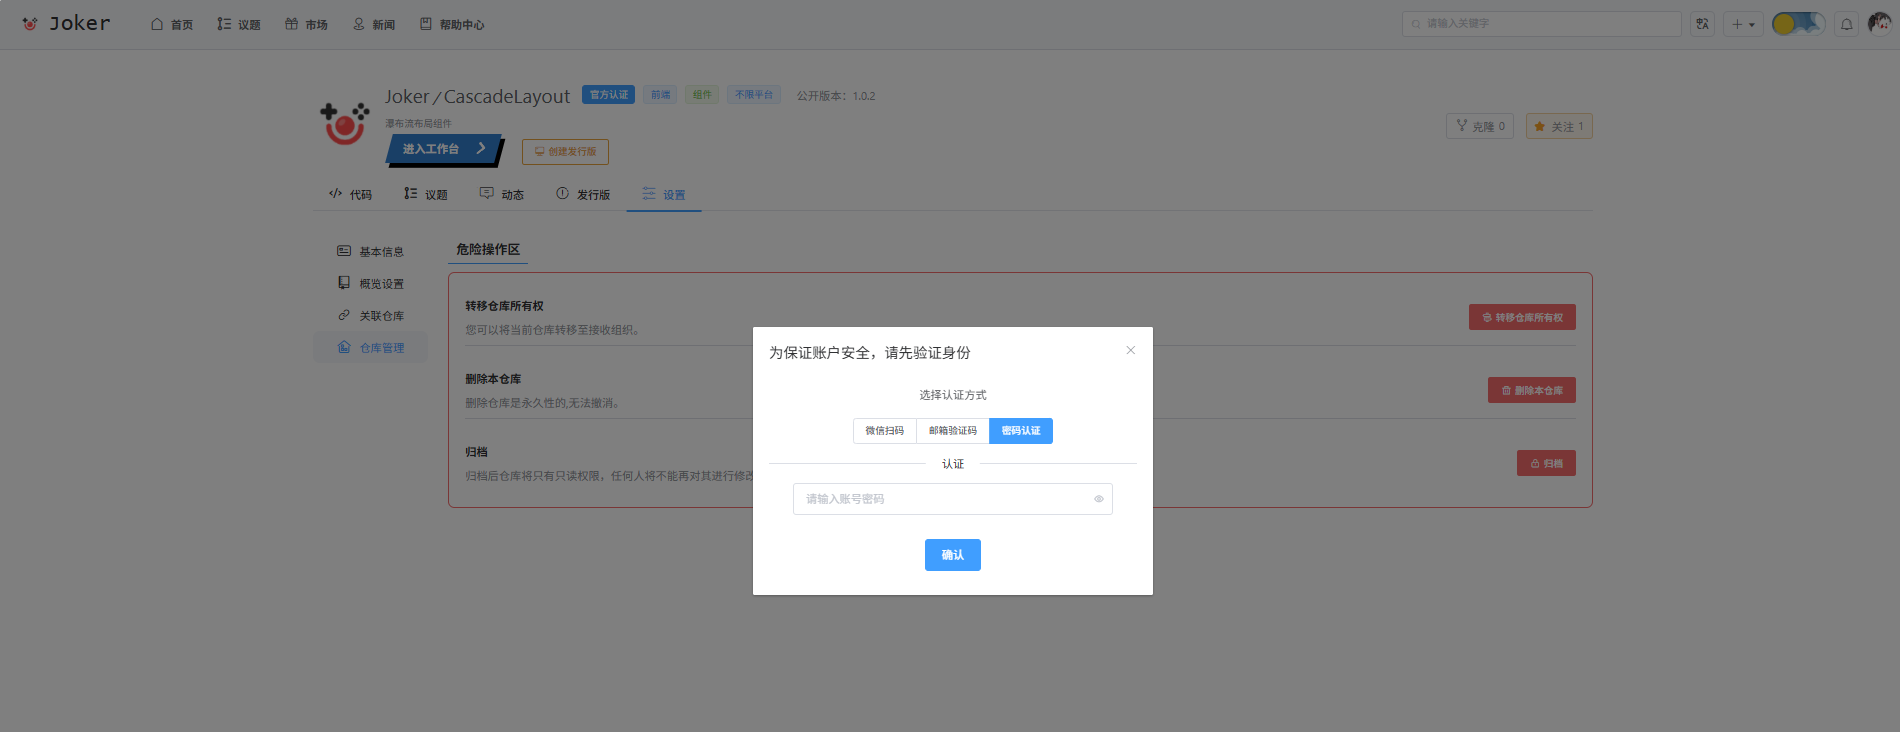 Joker 首页 议题 市场 新闻 帮助中心 请输入关键字
Joker / CascadeLayout 官方认证 前端 组件 不限平台 公开版本：1.0.2
瀑布流布局组件
进入工作台 创建发行版
克隆 0 关注 1
代码 议题 动态 发行版 设置
基本信息
概览设置
关联仓库
仓库管理
危险操作区
转移仓库所有权
您可以将当前仓库转移至接收组织。
转移仓库所有权
删除本仓库
删除仓库是永久性的,无法撤消。
删除本仓库
归档
归档后仓库将只有只读权限，任何人将不能再对其进行修改
归档
为保证账户安全，请先验证身份
选择认证方式
微信扫码 邮箱验证码 密码认证
认证
请输入账号密码
确认